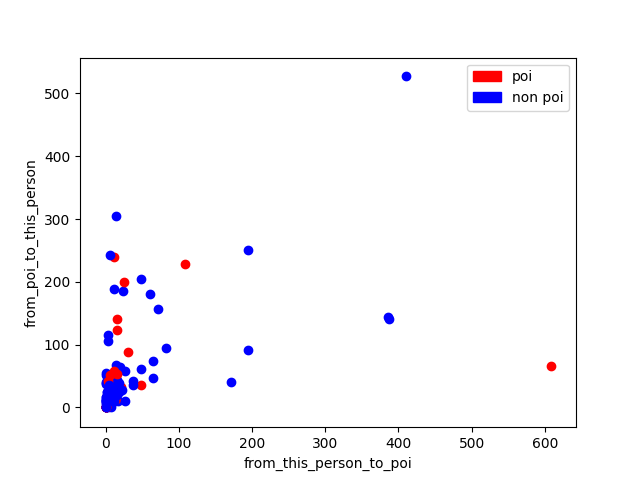 poi
non poi
500
400
300
200
100
0
from_poi_to_this_person
0 100 200 300 400 500 600
from_this_person_to_poi